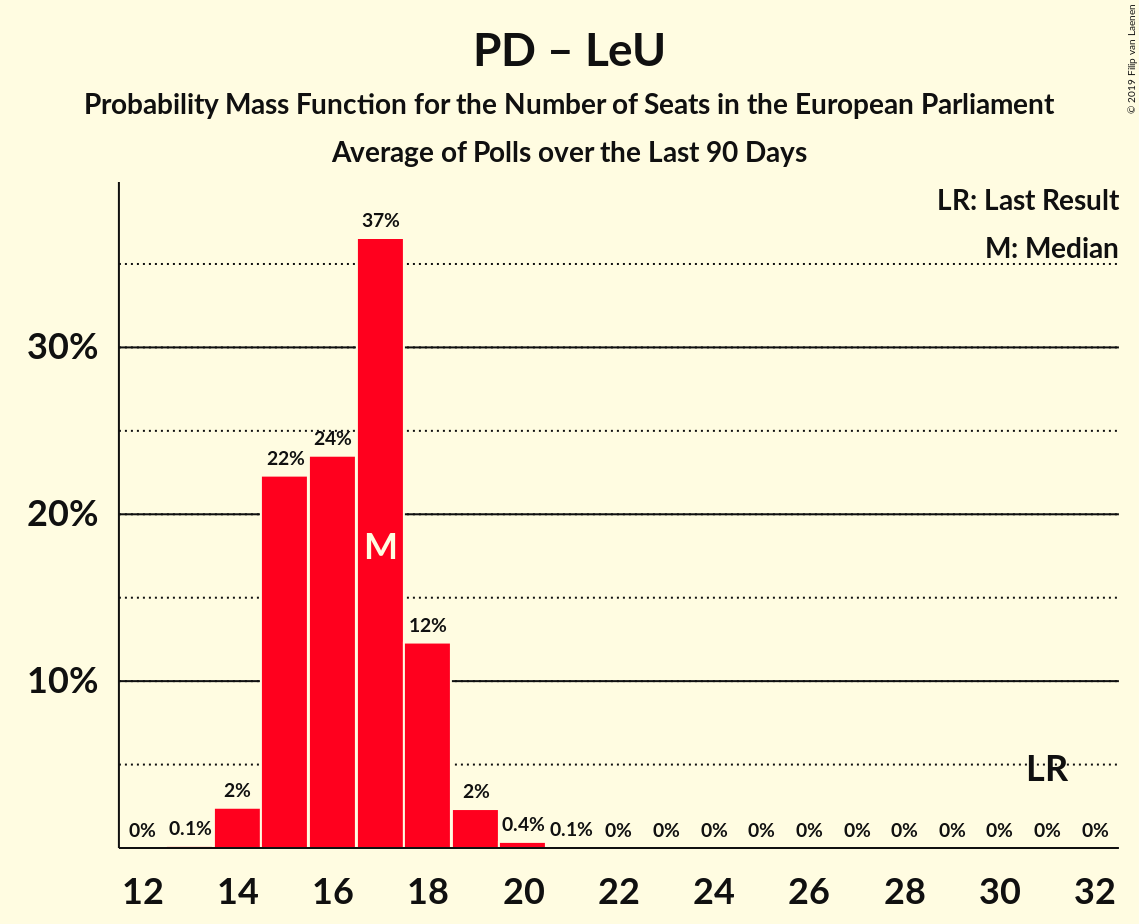 PD – LeU
Probability Mass Function for the Number of Seats in the European Parliament
Average of Polls over the Last 90 Days
© 2019 Filip van Laenen
LR: Last Result
M: Median
37%
30%
24%
22%
20%
M
12%
10%
LR
0% 0.1% 2% 2% 0.4% 0.1% 0% 0% 0% 0% 0% 0% 0% 0% 0% 0% 0%
12 14 16 18 20 22 24 26 28 30 32